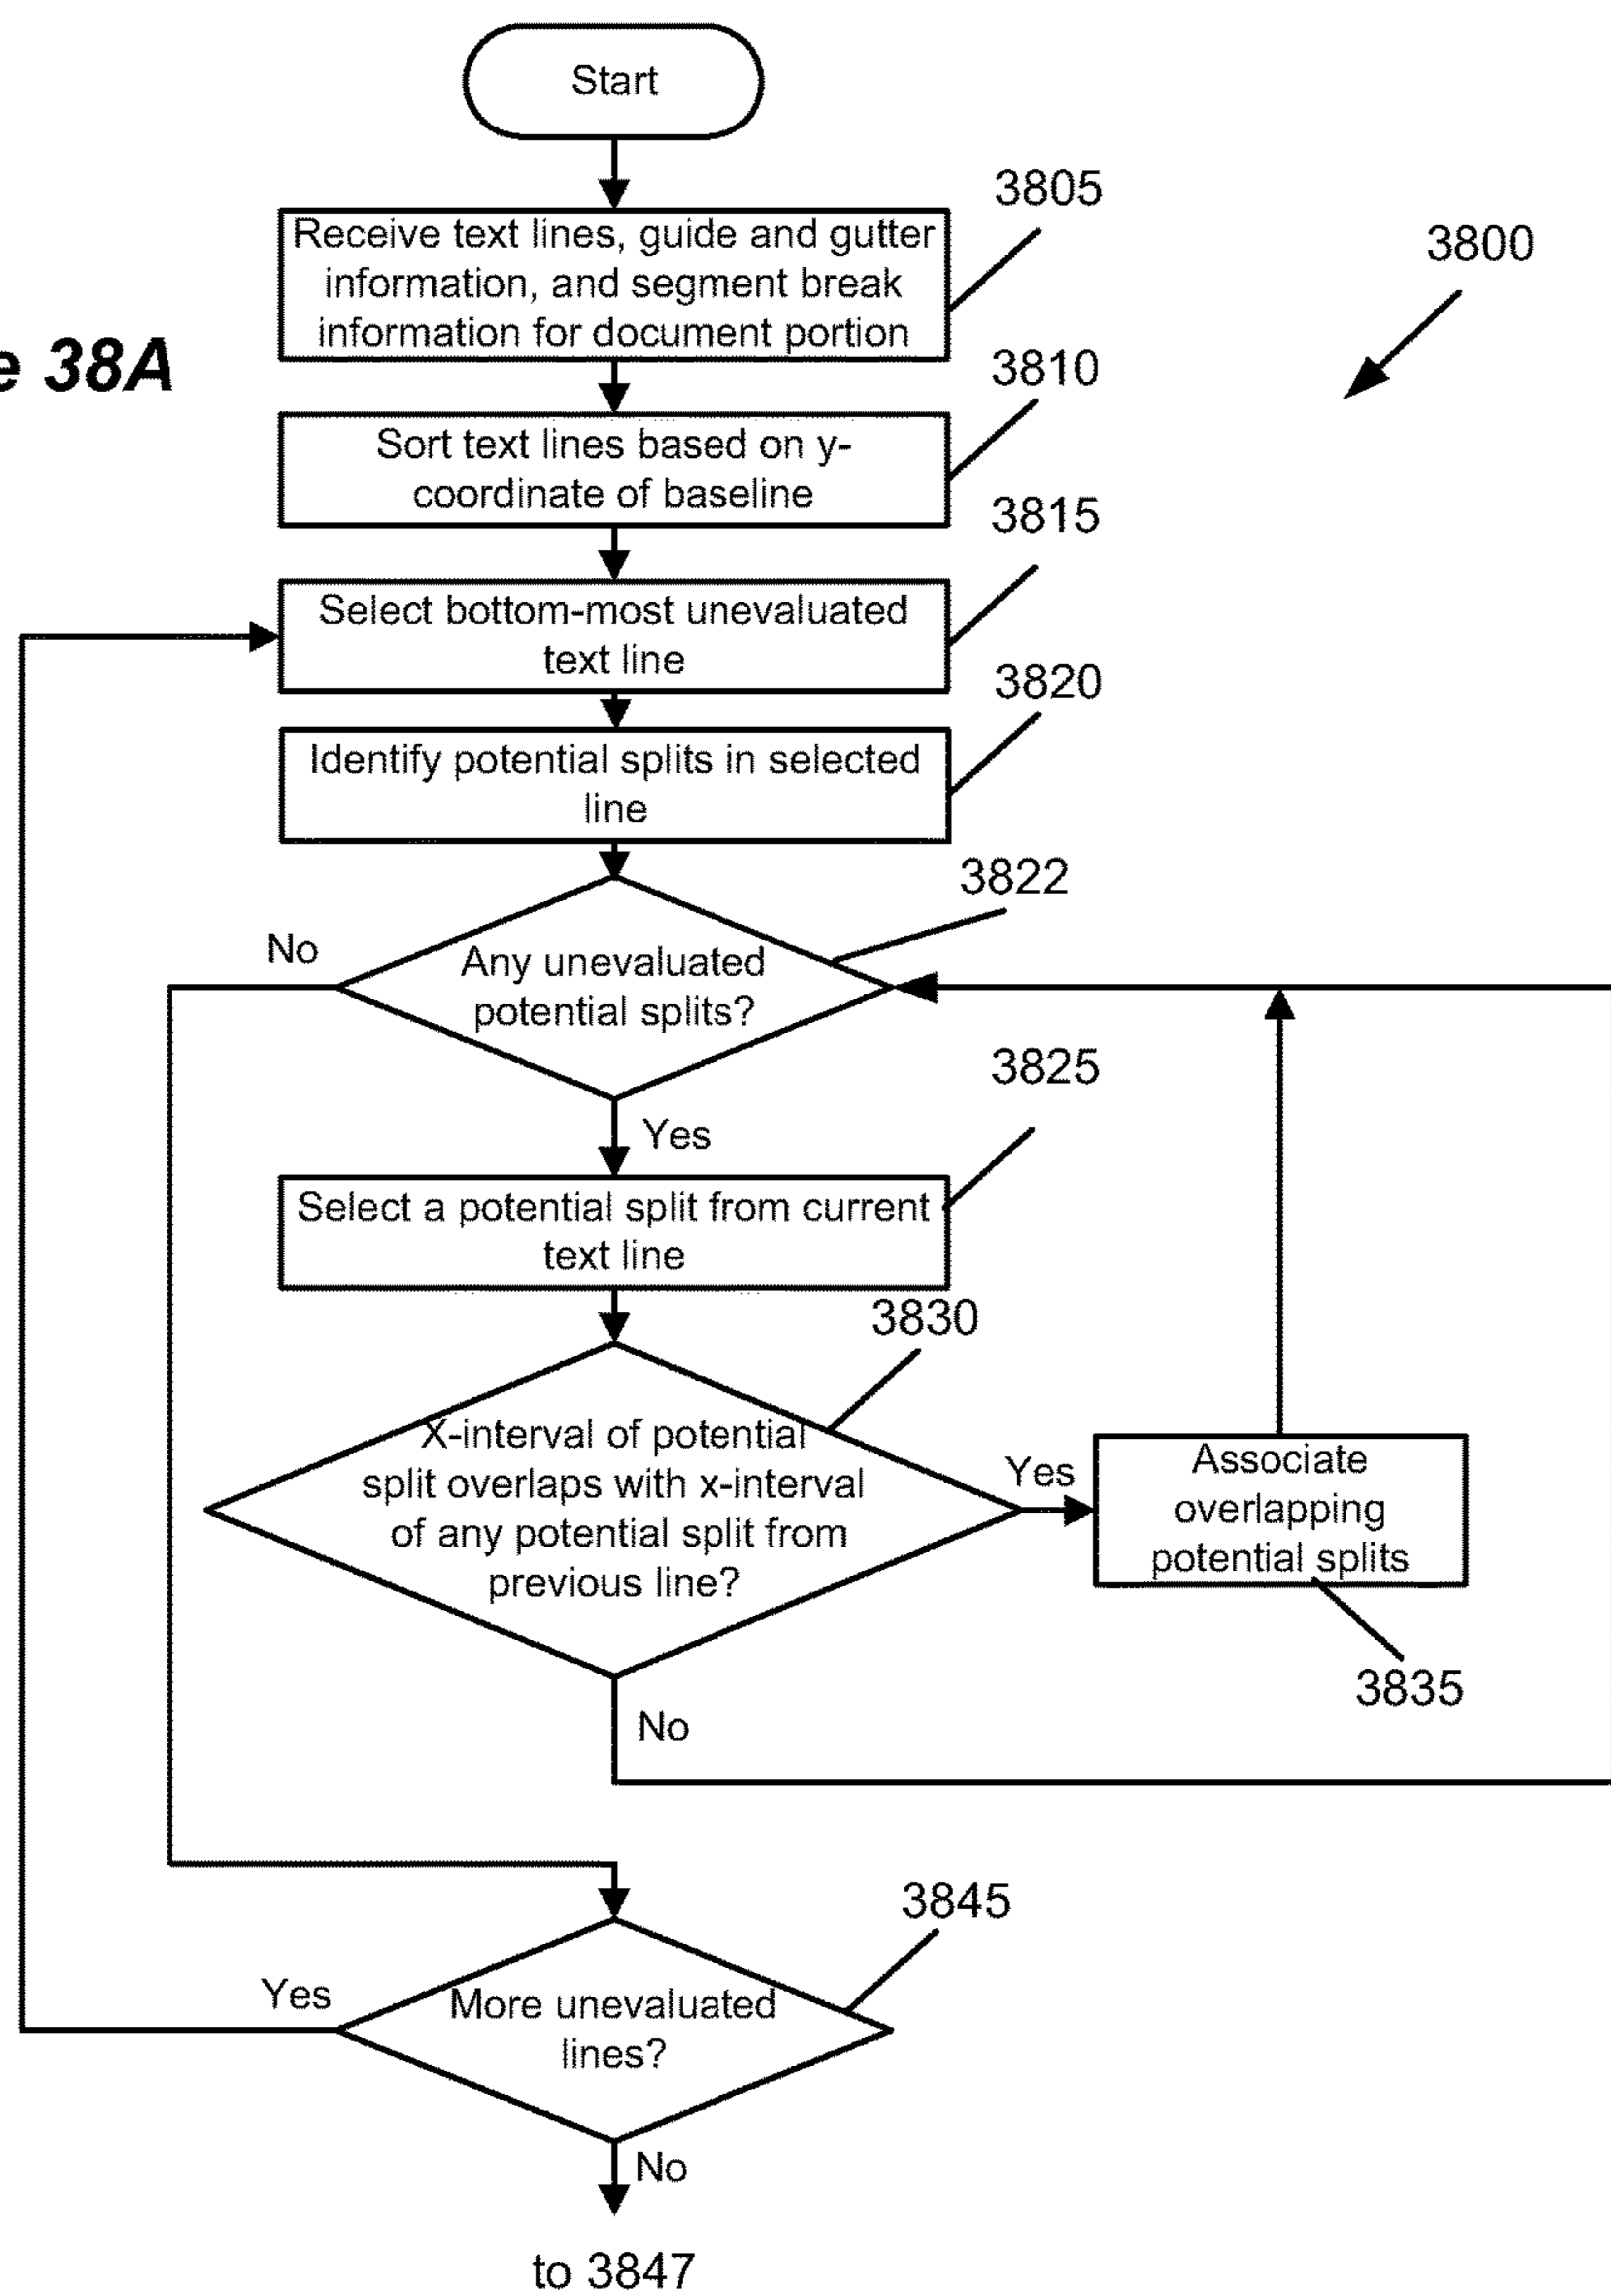 Start
3805
Receive text lines, guide and gutter
information, and segment break
information for document portion
3800
e 38A
3810
Sort text lines based on y-
coordinate of baseline
3815
Select bottom-most unevaluated
text line
3820
Identify potential splits in selected
line
3822
No
Any unevaluated
potential splits?
3825
Yes
Select a potential split from current
text line
3830
X-interval of potential
split overlaps with x-interval
of any potential split from
previous line?
Yes
Associate
overlapping
potential splits
3835
No
3845
Yes
More unevaluated
lines?
No
to 3847